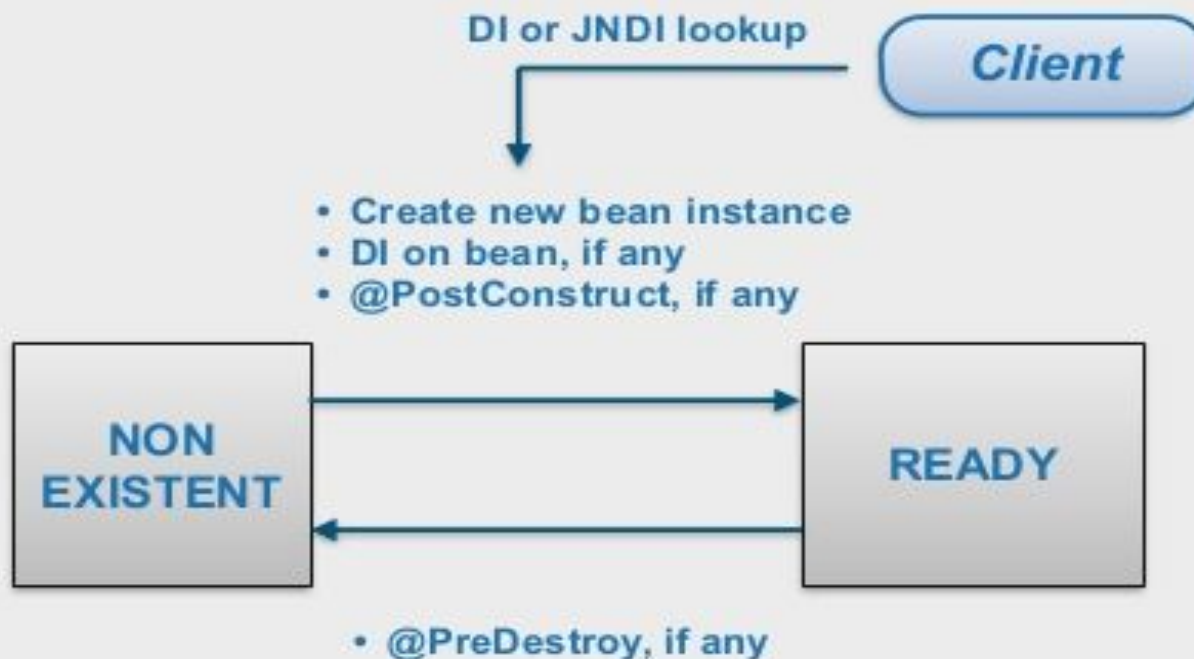 DI or JNDI lookup
Client
• Create new bean instance
• DI on bean, if any
• @PostConstruct, if any
NON
EXISTENT
READY
• @PreDestroy, if any